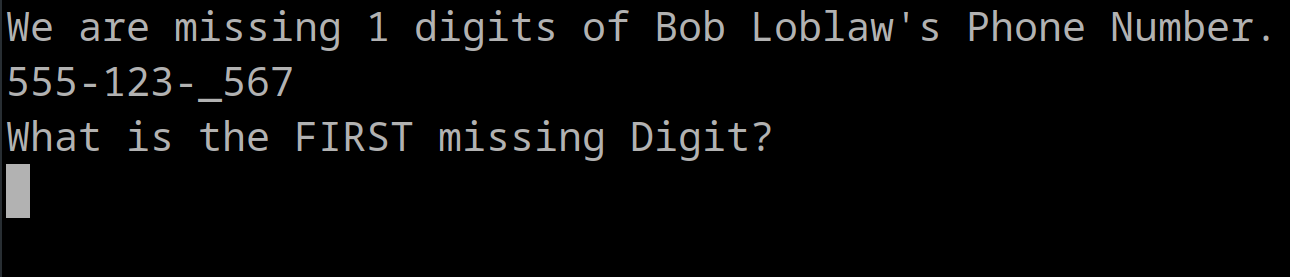 We are missing 1 digits of Bob Loblaw's Phone Number.
555-123-_567
What is the FIRST missing Digit?